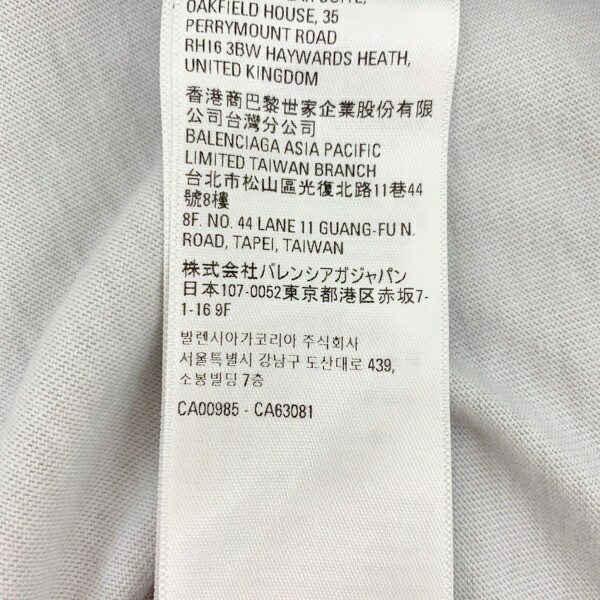 OAKFIELD HOUSE, 35
PERRYMOUNT ROAD
RH16 3BW HAYWARDS HEATH,
UNITED KINGDOM
香港商巴黎世家企業股份有限
公司台灣分公司
BALENCIAGA ASIA PACIFIC
LIMITED TAIWAN BRANCH
台北市松山區光復北路11巷44
號8樓
8F. NO. 44 LANE 11 GUANG-FU N.
ROAD, TAPEI, TAIWAN
株式会社バレンシアガジャパン
日本107-0052東京都港区赤坂7-
1-16 9F
발렌시아가코리아 주식회사
서울특별시 강남구 도산대로 439,
소봉빌딩 7층
CA00985 - CA63081